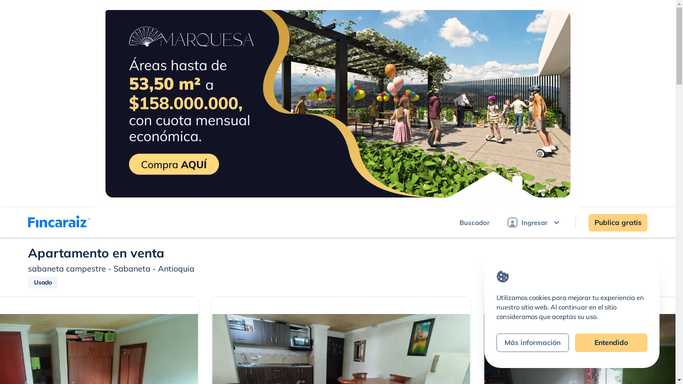 MARQUESA
Áreas hasta de
53,50 m² a
$158.000.000,
con cuota mensual
económica.
Compra AQUÍ
Fincaraiz
Buscador
Ingresar
Publica gratis
Apartamento en venta
sabaneta campestre - Sabaneta - Antioquia
Usado
Utilizamos cookies para mejorar tu experiencia en
nuestro sitio web. Al continuar en el sitio
consideramos que aceptas su uso.
Más información
Entendido